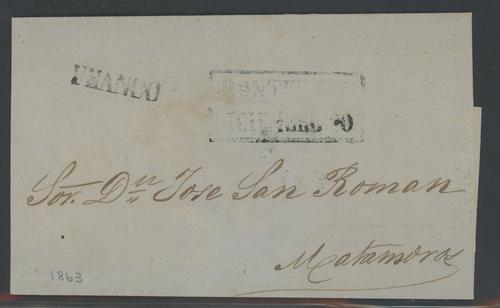 FRANCO
Sor. Dn Jose San Roman
Matamoros
1863